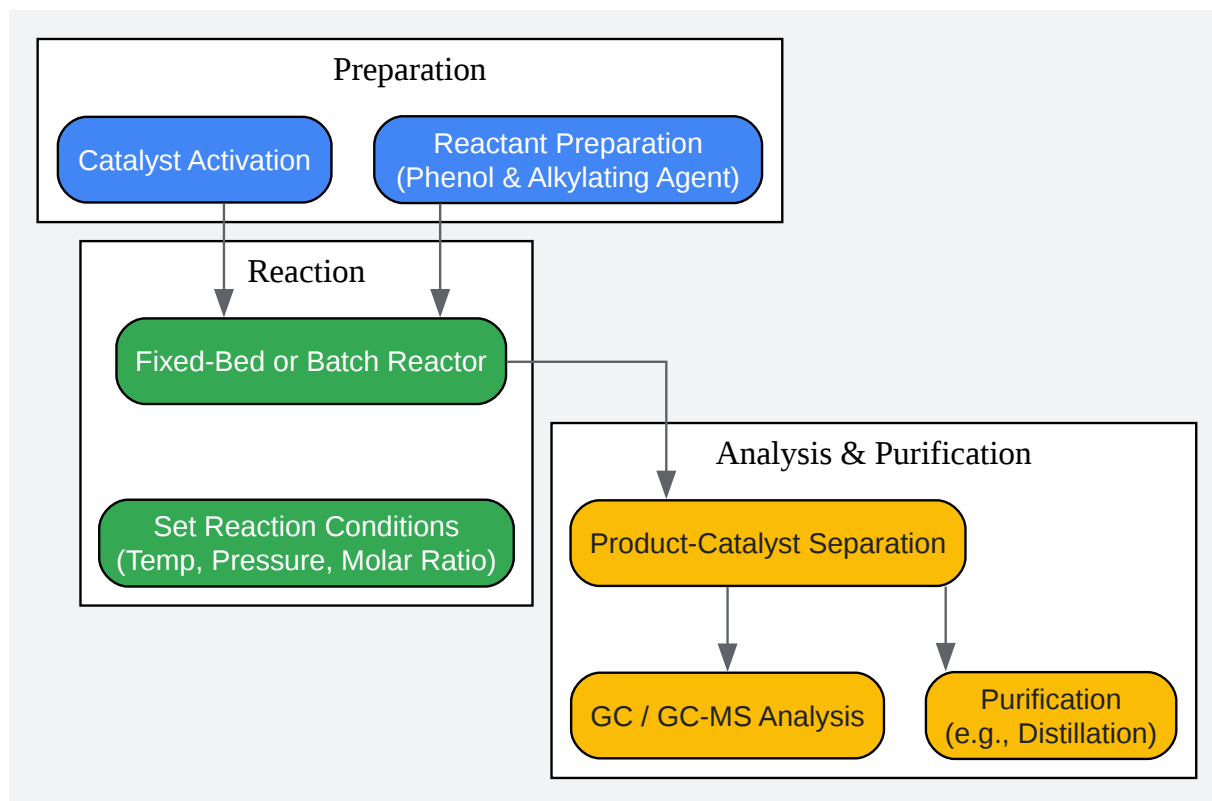 Preparation
Catalyst Activation
Reactant Preparation
(Phenol & Alkylating Agent)
Reaction
Fixed-Bed or Batch Reactor
Set Reaction Conditions
(Temp, Pressure, Molar Ratio)
Analysis & Purification
Product-Catalyst Separation
GC / GC-MS Analysis
Purification
(e.g., Distillation)